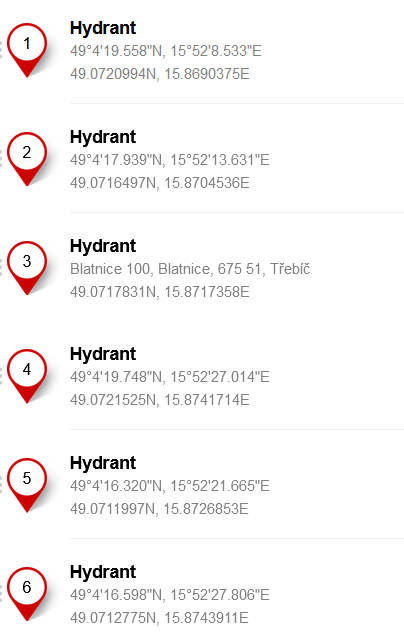 1
Hydrant
49°4'19.558"N, 15°52'8.533"E
49.0720994N, 15.8690375E
2
Hydrant
49°4'17.939"N, 15°52'13.631"E
49.0716497N, 15.8704536E
3
Hydrant
Blatnice 100, Blatnice, 675 51, Třebíč
49.0717831N, 15.8717358E
4
Hydrant
49°4'19.748"N, 15°52'27.014"E
49.0721525N, 15.8741714E
5
Hydrant
49°4'16.320"N, 15°52'21.665"E
49.0711997N, 15.8726853E
6
Hydrant
49°4'16.598"N, 15°52'27.806"E
49.0712775N, 15.8743911E